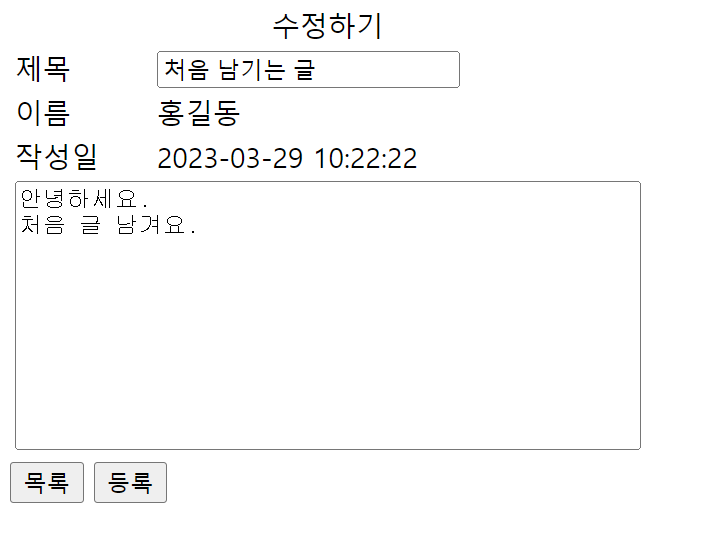 수정하기
제목 처음 남기는 글
이름 홍길동
작성일 2023-03-29 10:22:22
안녕하세요.
처음 글 남겨요.
목록 등록